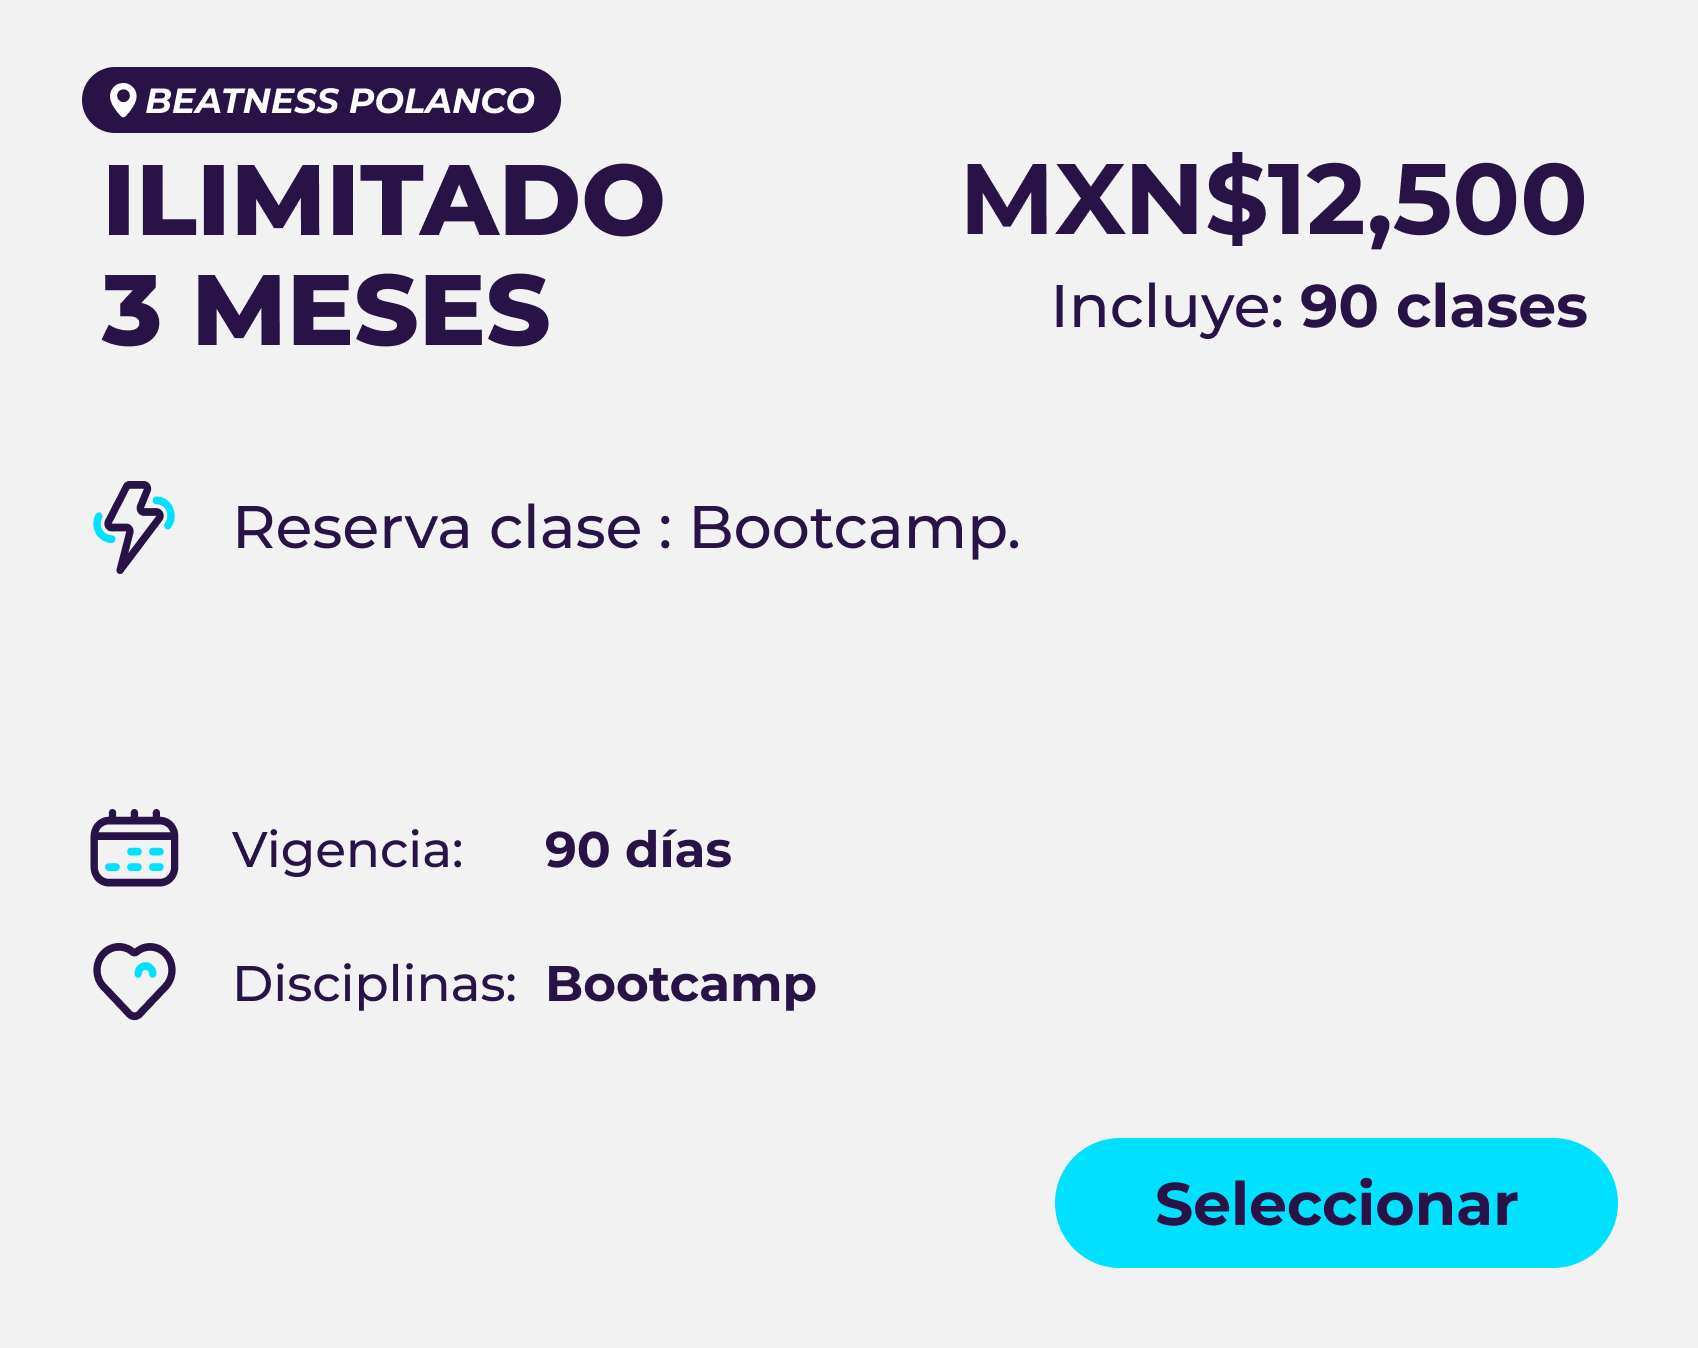 BEATNESS POLANCO
ILIMITADO
3 MESES
MXN$12,500
Incluye: 90 clases
Reserva clase : Bootcamp.
Vigencia: 90 días
Disciplinas: Bootcamp
Seleccionar